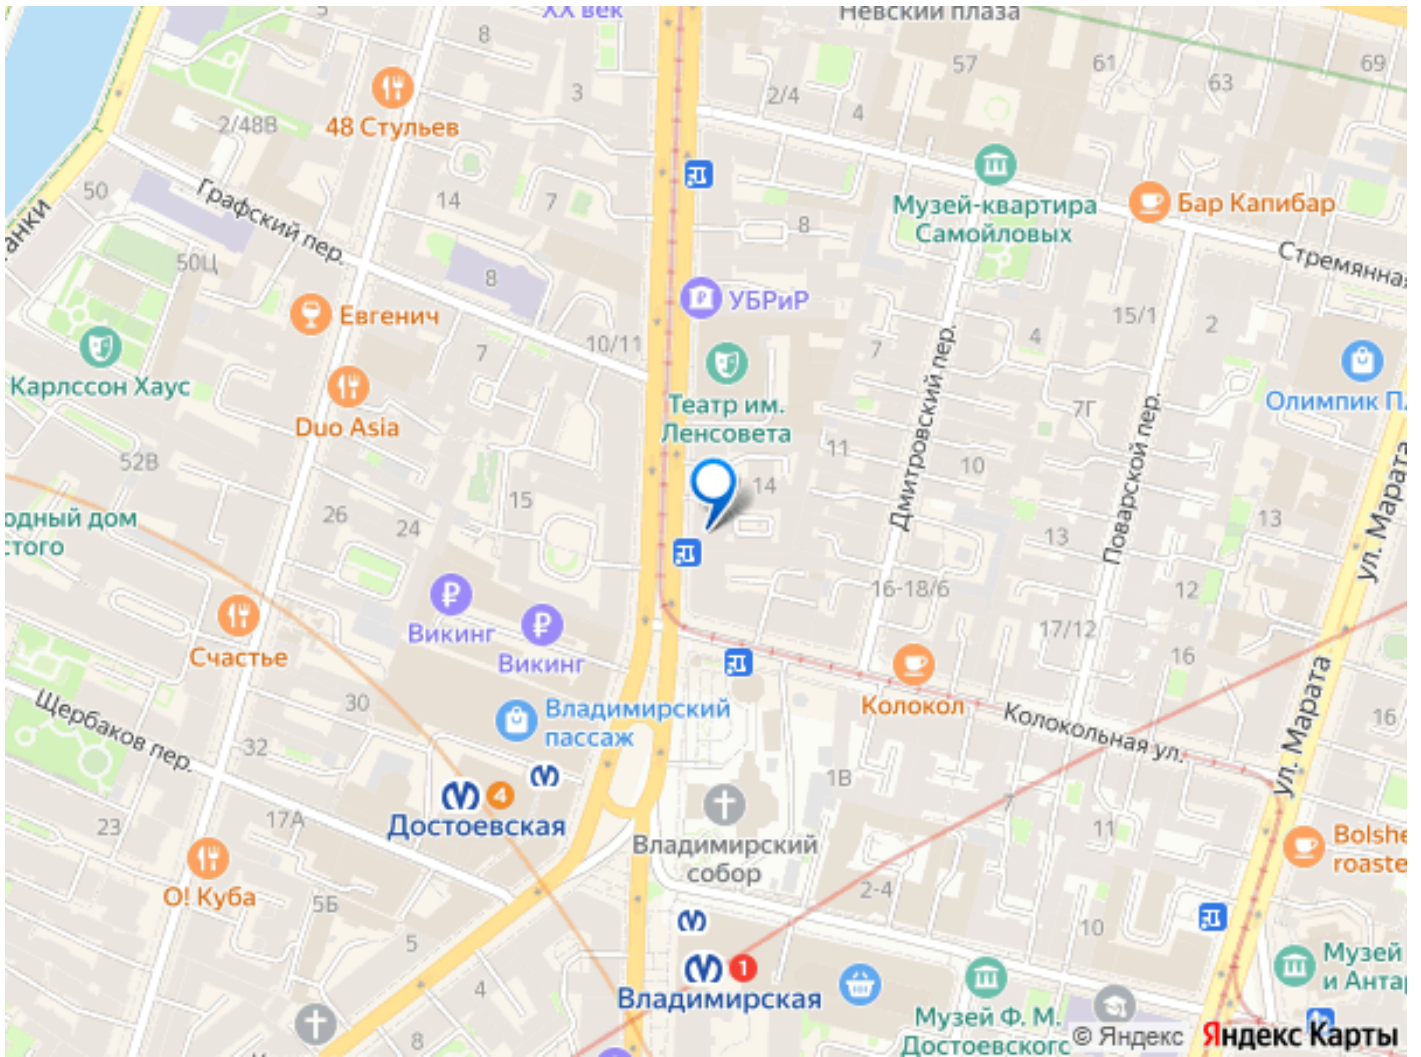 XX век
Невский плаза
8
57
61
69
63
3
2/4
4
2/48В
48 Стульев
50
Графский пер.
14
7
Музей-квартира
Самойловых
Бар Капибар
8
Стремянная
50Ц
8
УБРиР
Евгенич
15/1
2
4
10/11
7
7
Карлссон Хаус
Дмитровский пер.
Театр им.
Ленсовета
Duo Asia
7Г
Поварской пер.
ул. Марата
52В
11
10
14
15
26
24
13
13
16-18/6
12
Викинг
Викинг
17/12
16
Счастье
Колокол
Щербаков пер.
30
Владимирский
пассаж
Колокольная ул.
ул. Марата
16
32
1В
4
Достоевская
7
23
17А
11
Владимирский
собор
О! Куба
2-4
5Б
5
10
1
Владимирская
4
8
Музей Ф. М.
© Яндекс
Яндекс Карты